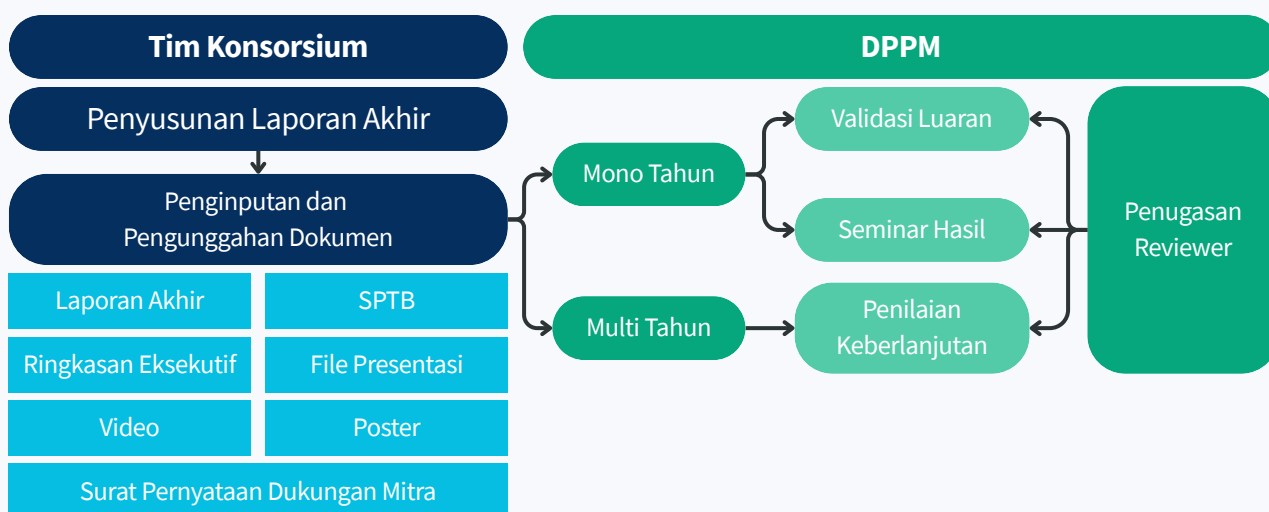 Tim Konsorsium
DPPM
Penyusunan Laporan Akhir
Penginputan dan
Pengunggahan Dokumen
Laporan Akhir
SPTB
Ringkasan Eksekutif
File Presentasi
Video
Poster
Surat Pernyataan Dukungan Mitra
Mono Tahun
Multi Tahun
Validasi Luaran
Seminar Hasil
Penilaian
Keberlanjutan
Penugasan
Reviewer